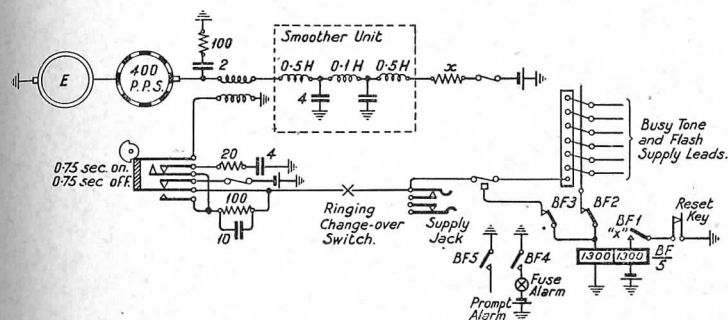 Smoother Unit
100
2
0·5H
0·1H
0·5H
x
4
E
400
P.P.S.
0·75 sec. on.
0·75 sec off.
20
4
100
10
Ringing
Change-over
Switch.
Supply
Jack
Busy Tone
and Flash
Supply Leads.
BF3
BF2
BF1
"X"
Reset
Key
BF5
BF4
1300
1300
BF
5
Fuse
Alarm
Prompt
Alarm